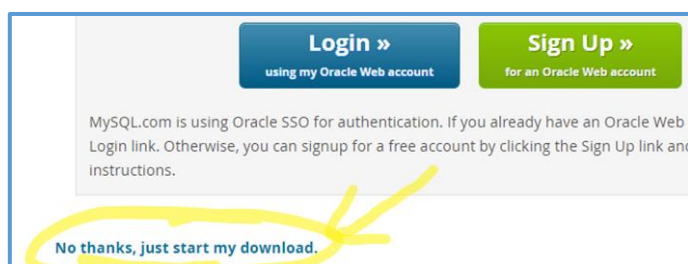 Login »
using my Oracle Web account
Sign Up »
for an Oracle Web account
MySQL.com is using Oracle SSO for authentication. If you already have an Oracle Web
Login link. Otherwise, you can signup for a free account by clicking the Sign Up link and
instructions.
No thanks, just start my download.